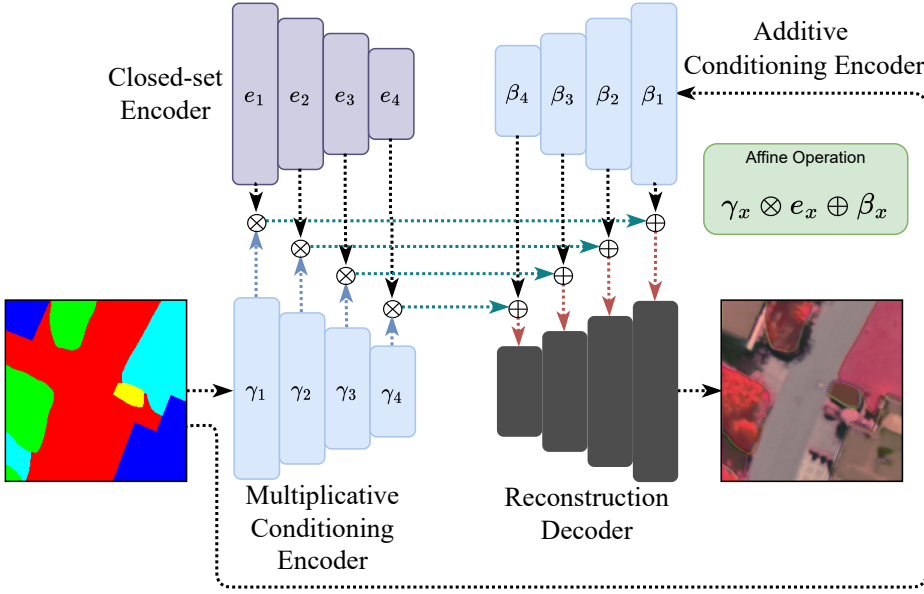 Closed-set
Encoder
e₁
e₂
e₃
e₄
β₄
β₃
β₂
β₁
Additive
Conditioning Encoder
Affine Operation
γₓ ⊗ eₓ ⊕ βₓ
γ₁
γ₂
γ₃
γ₄
Multiplicative
Conditioning
Encoder
Reconstruction
Decoder